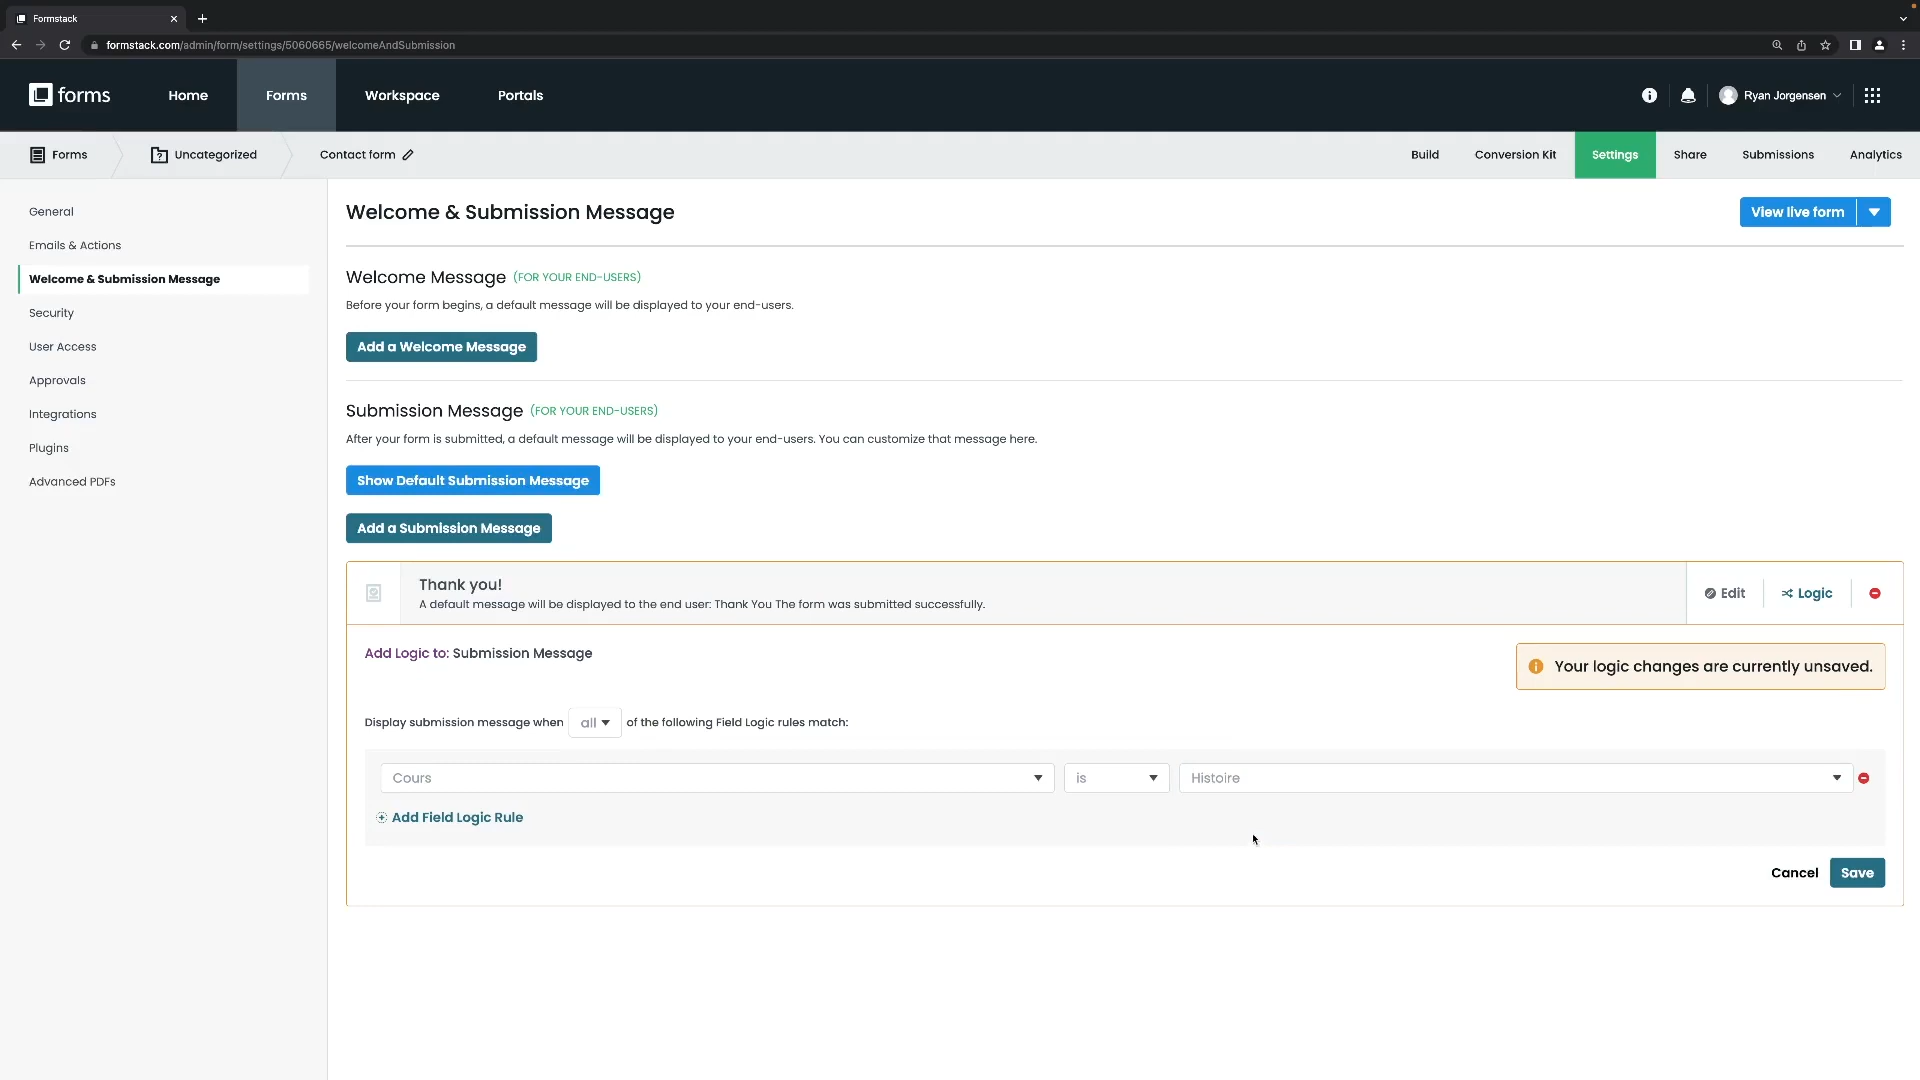 Formstack
formstack.com/admin/form/settings/5060665/welcomeAndSubmission
forms
Home
Forms
Workspace
Portals
Ryan Jorgensen
Forms
Uncategorized
Contact form
Build
Conversion Kit
Settings
Share
Submissions
Analytics
General
Emails & Actions
Welcome & Submission Message
Security
User Access
Approvals
Integrations
Plugins
Advanced PDFs
Welcome & Submission Message
View live form
Welcome Message (FOR YOUR END-USERS)
Before your form begins, a default message will be displayed to your end-users.
Add a Welcome Message
Submission Message (FOR YOUR END-USERS)
After your form is submitted, a default message will be displayed to your end-users. You can customize that message here.
Show Default Submission Message
Add a Submission Message
Thank you!
A default message will be displayed to the end user: Thank You The form was submitted successfully.
Edit
Logic
Add Logic to: Submission Message
Your logic changes are currently unsaved.
Display submission message when all of the following Field Logic rules match:
Cours
is
Histoire
Add Field Logic Rule
Cancel
Save